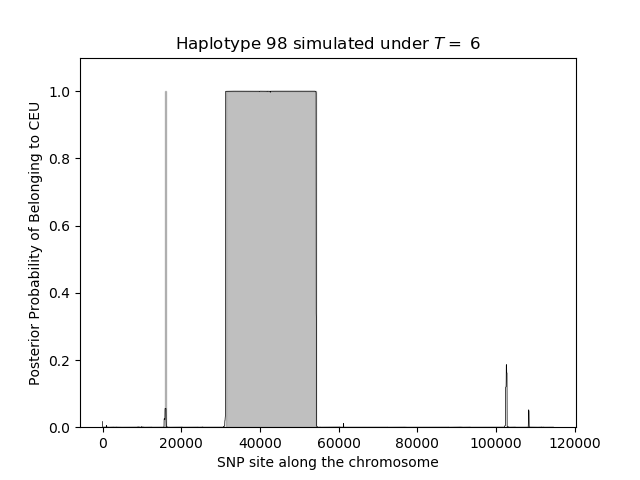 Haplotype 98 simulated under T = 6
Posterior Probability of Belonging to CEU
1.0
0.8
0.6
0.4
0.2
0.0
0 20000 40000 60000 80000 100000 120000
SNP site along the chromosome